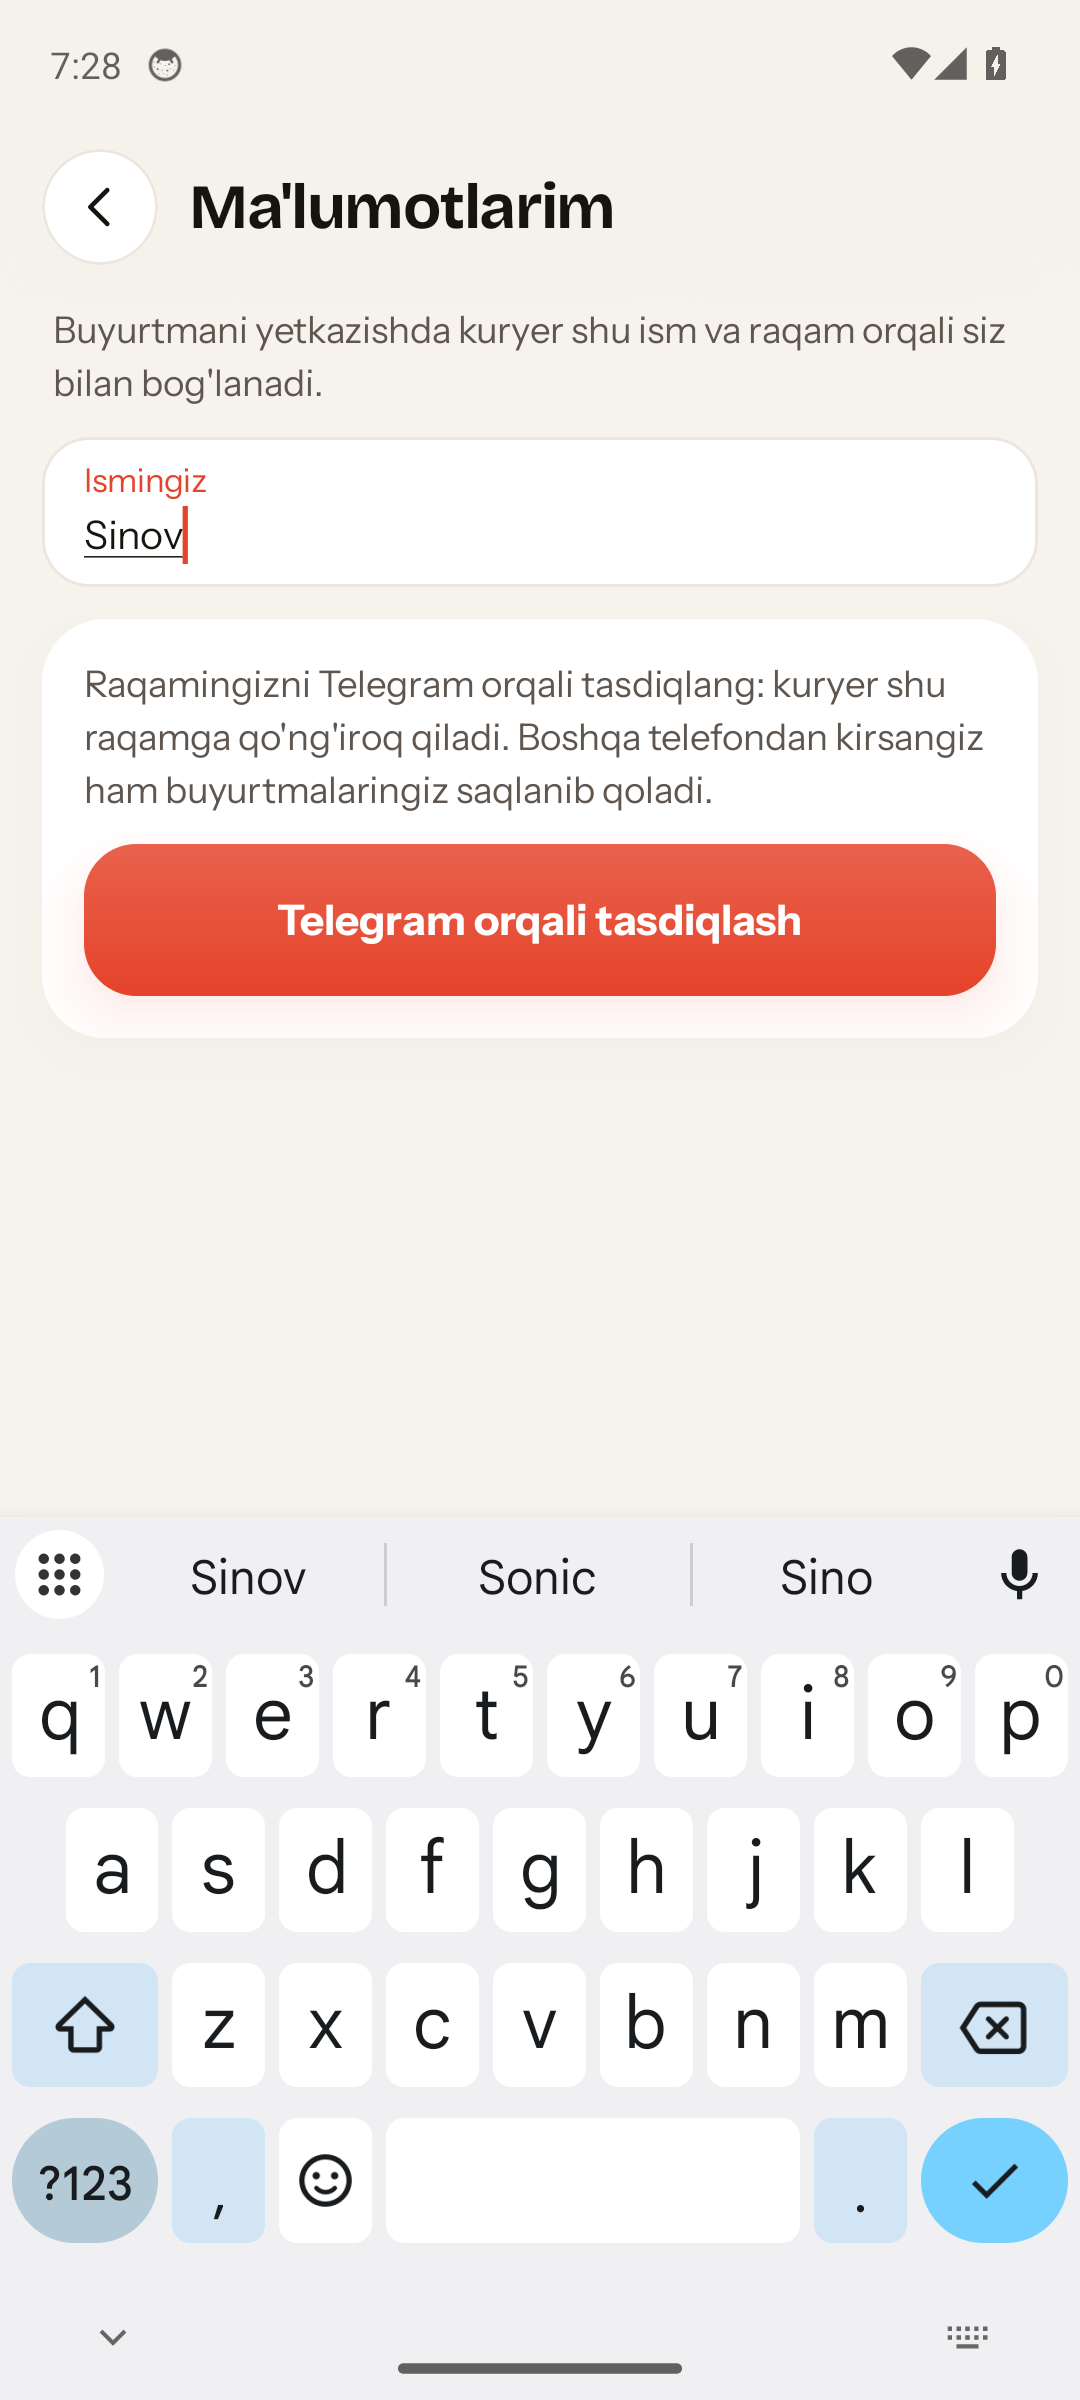 7:28
Ma'lumotlarim
Buyurtmani yetkazishda kuryer shu ism va raqam orqali siz
bilan bog'lanadi.
Ismingiz
Sinov
Raqamingizni Telegram orqali tasdiqlang: kuryer shu
raqamga qo'ng'iroq qiladi. Boshqa telefondan kirsangiz
ham buyurtmalaringiz saqlanib qoladi.
Telegram orqali tasdiqlash
Sinov Sonic Sino
q 1 w 2 e 3 r 4 t 5 y 6 u 7 i 8 o 9 p 0
a s d f g h j k l
z x c v b n m
?123 , .